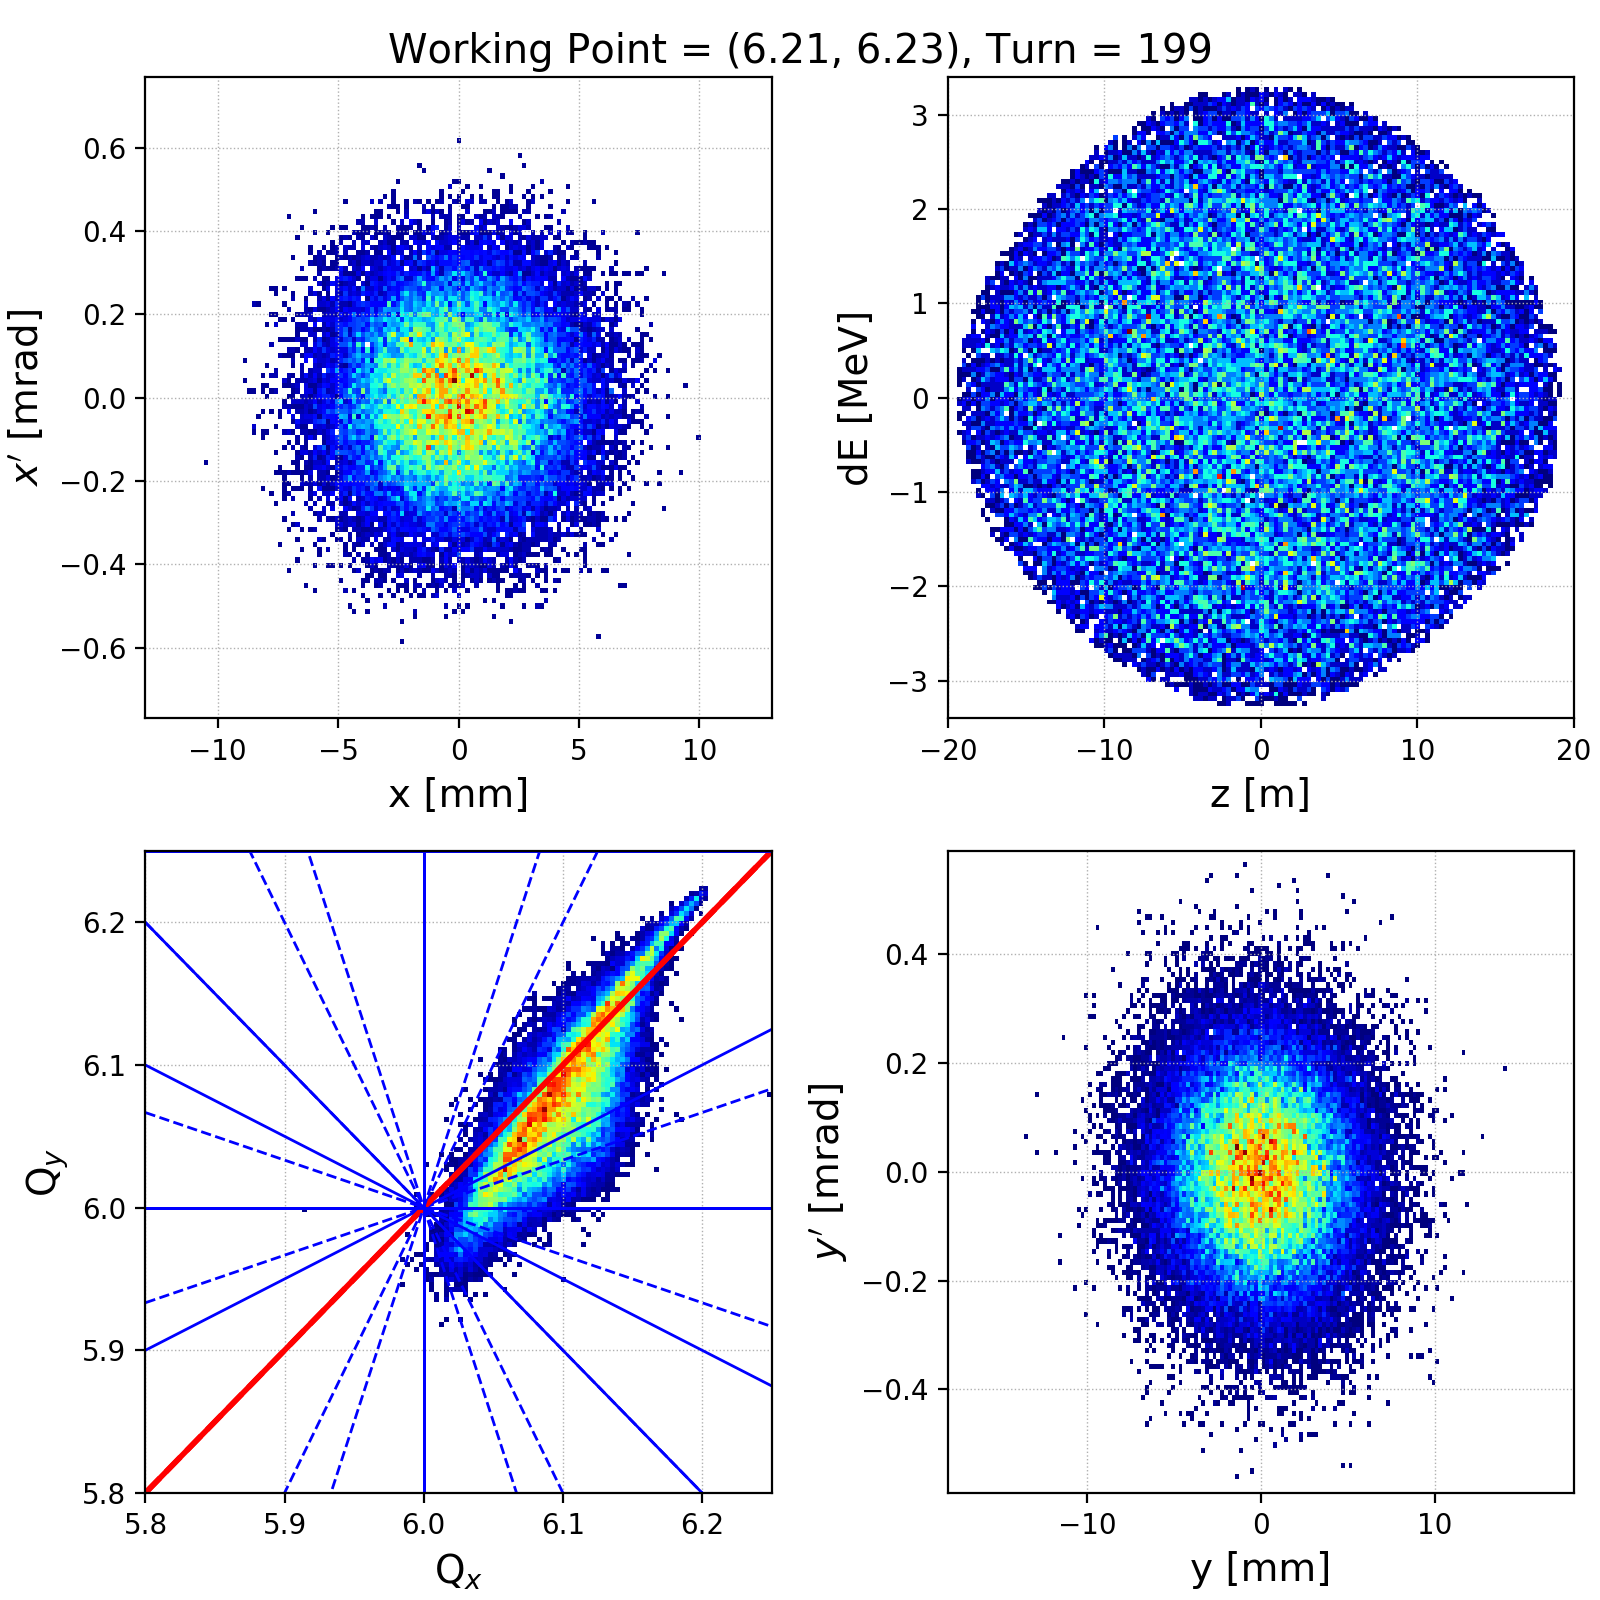 Working Point = (6.21, 6.23), Turn = 199
0.6
0.4
0.2
0.0
−0.2
−0.4
−0.6
x′ [mrad]
−10 −5 0 5 10
x [mm]
3
2
1
0
−1
−2
−3
dE [MeV]
−20 −10 0 10 20
z [m]
6.2
6.1
6.0
5.9
5.8
Qy
5.8 5.9 6.0 6.1 6.2
Qx
0.4
0.2
0.0
−0.2
−0.4
y′ [mrad]
−10 0 10
y [mm]